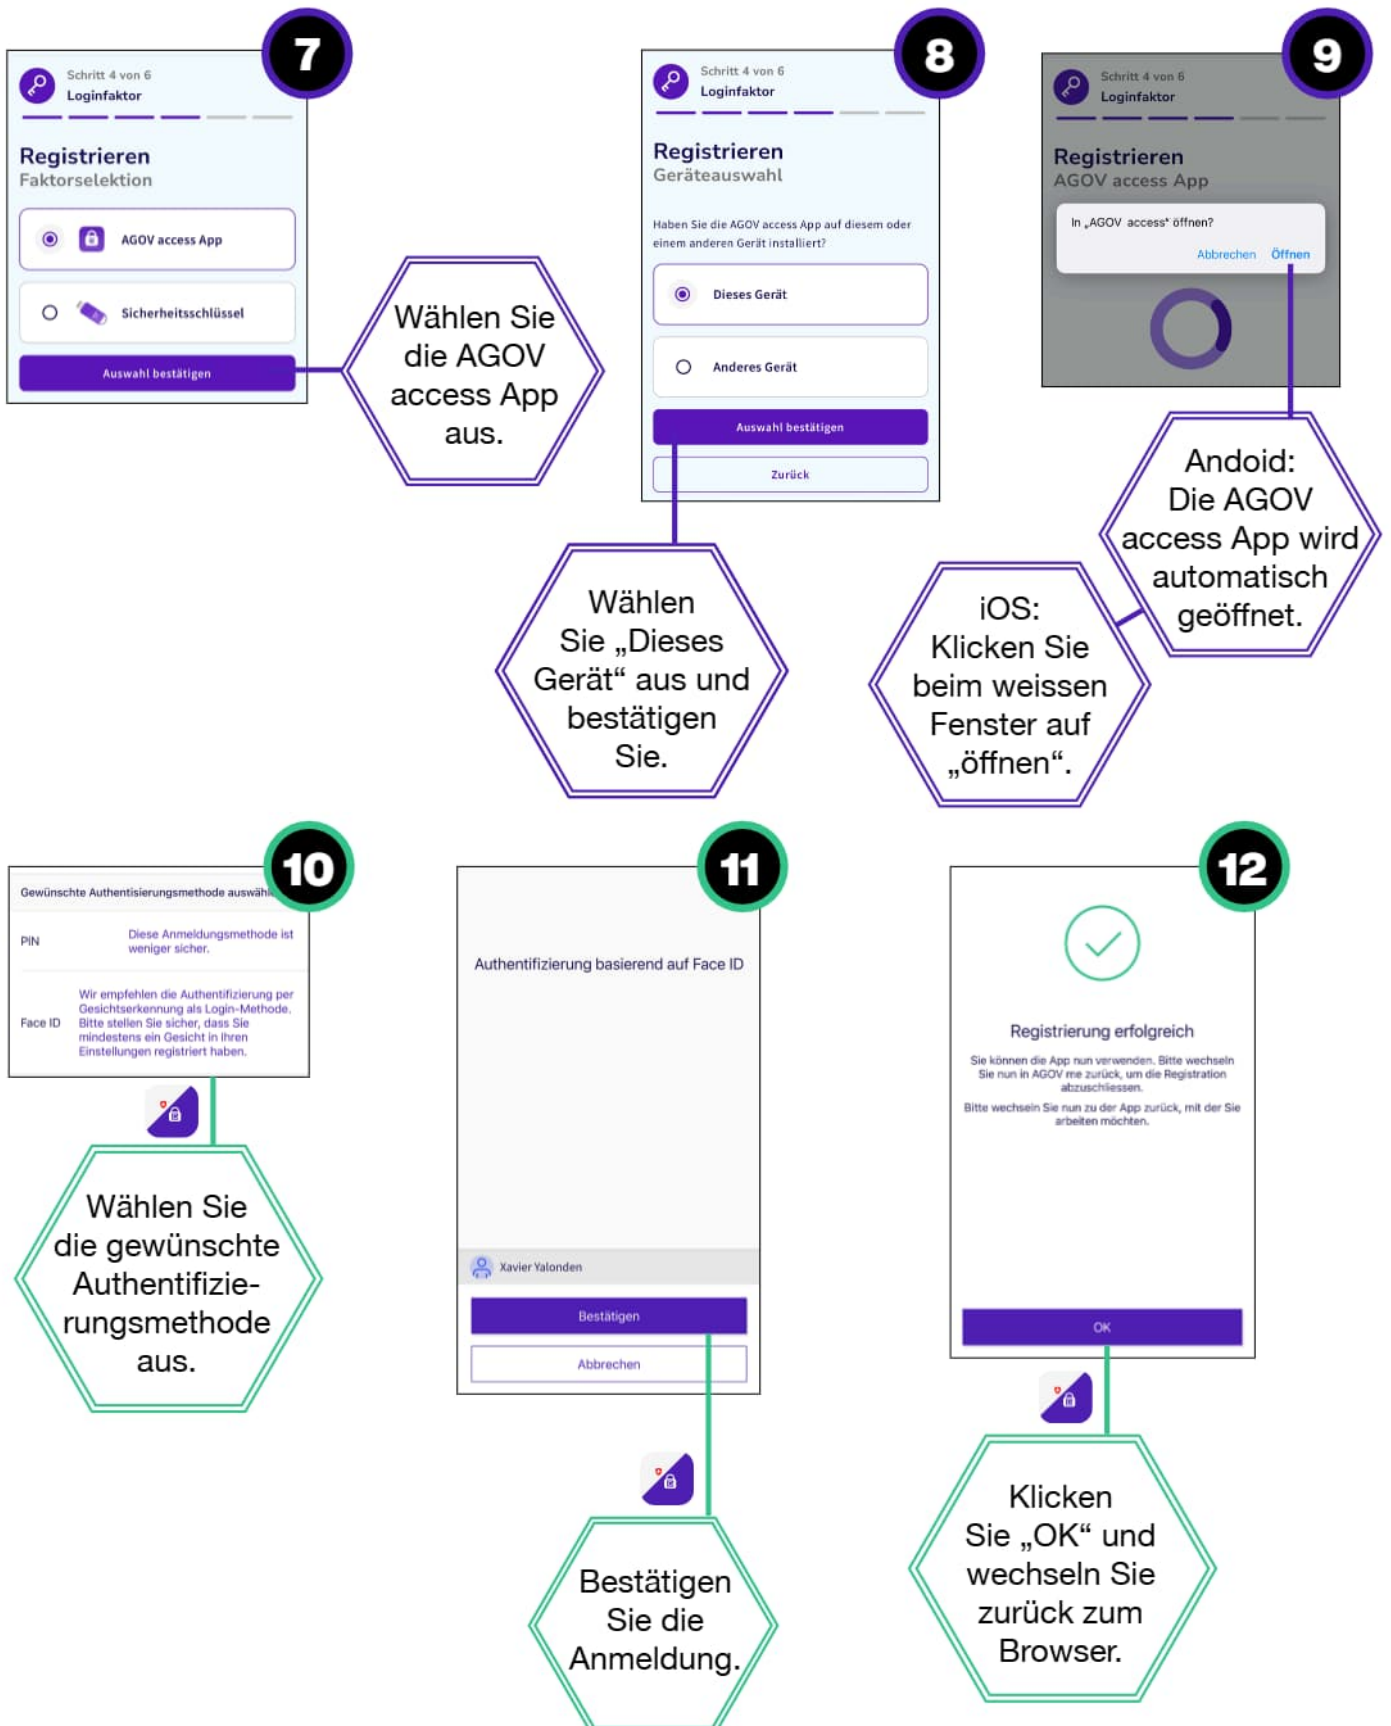 7
Schritt 4 von 6
Loginfaktor
Registrieren
Faktorselektion
AGOV access App
Sicherheitsschlüssel
Auswahl bestätigen
Wählen Sie
die AGOV
access App
aus.
8
Schritt 4 von 6
Loginfaktor
Registrieren
Geräteauswahl
Haben Sie die AGOV access App auf diesem oder
einem anderen Gerät installiert?
Dieses Gerät
Anderes Gerät
Auswahl bestätigen
Zurück
Wählen
Sie „Dieses
Gerät“ aus und
bestätigen
Sie.
9
Schritt 4 von 6
Loginfaktor
Registrieren
AGOV access App
In „AGOV access“ öffnen?
Abbrechen Öffnen
Andoid:
Die AGOV
access App wird
automatisch
geöffnet.
iOS:
Klicken Sie
beim weissen
Fenster auf
„öffnen“.
10
Gewünschte Authentisierungsmethode
PIN
Diese Anmeldungsmethode ist
weniger sicher.
Face ID
Wir empfehlen die Authentifizierung per
Gesichtserkennung als Login-Methode.
Bitte stellen Sie sicher, dass Sie
mindestens ein Gesicht in Ihren
Einstellungen registriert haben.
Wählen Sie
die gewünschte
Authentifizie-
rungsmethode
aus.
11
Authentifizierung basierend auf Face ID
Xavier Yalonden
Bestätigen
Abbrechen
Bestätigen
Sie die
Anmeldung.
12
Registrierung erfolgreich
Sie können die App nun verwenden. Bitte wechseln
Sie nun in AGOV me zurück, um die Registration
abzuschliessen.
Bitte wechseln Sie nun zu der App zurück, mit der Sie
arbeiten möchten.
OK
Klicken
Sie „OK“ und
wechseln Sie
zurück zum
Browser.